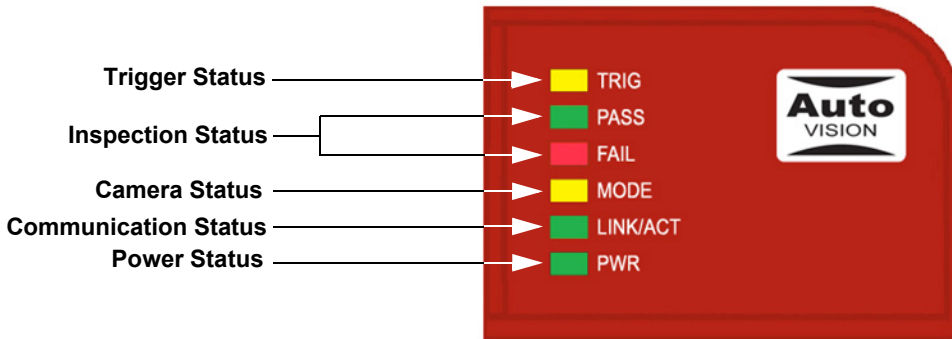 Trigger Status
Inspection Status
Camera Status
Communication Status
Power Status
TRIG
PASS
FAIL
MODE
LINK/ACT
PWR
Auto
VISION